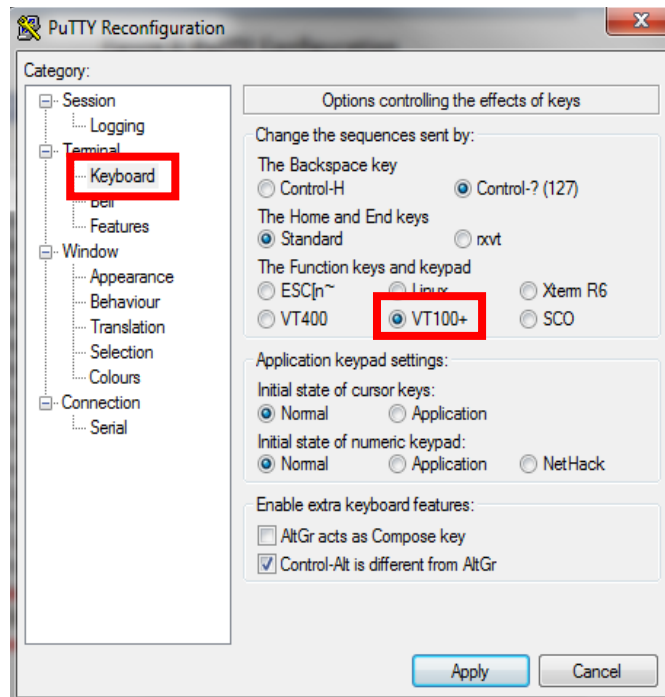 PuTTY Reconfiguration
Category:
Session
Logging
Terminal
Keyboard
Bell
Features
Window
Appearance
Behaviour
Translation
Selection
Colours
Connection
Serial
Options controlling the effects of keys
Change the sequences sent by:
The Backspace key
Control-H Control-? (127)
The Home and End keys
Standard rxvt
The Function keys and keypad
ESC[n~ Linux Xterm R6
VT400 VT100+ SCO
Application keypad settings:
Initial state of cursor keys:
Normal Application
Initial state of numeric keypad:
Normal Application NetHack
Enable extra keyboard features:
AltGr acts as Compose key
Control-Alt is different from AltGr
Apply Cancel